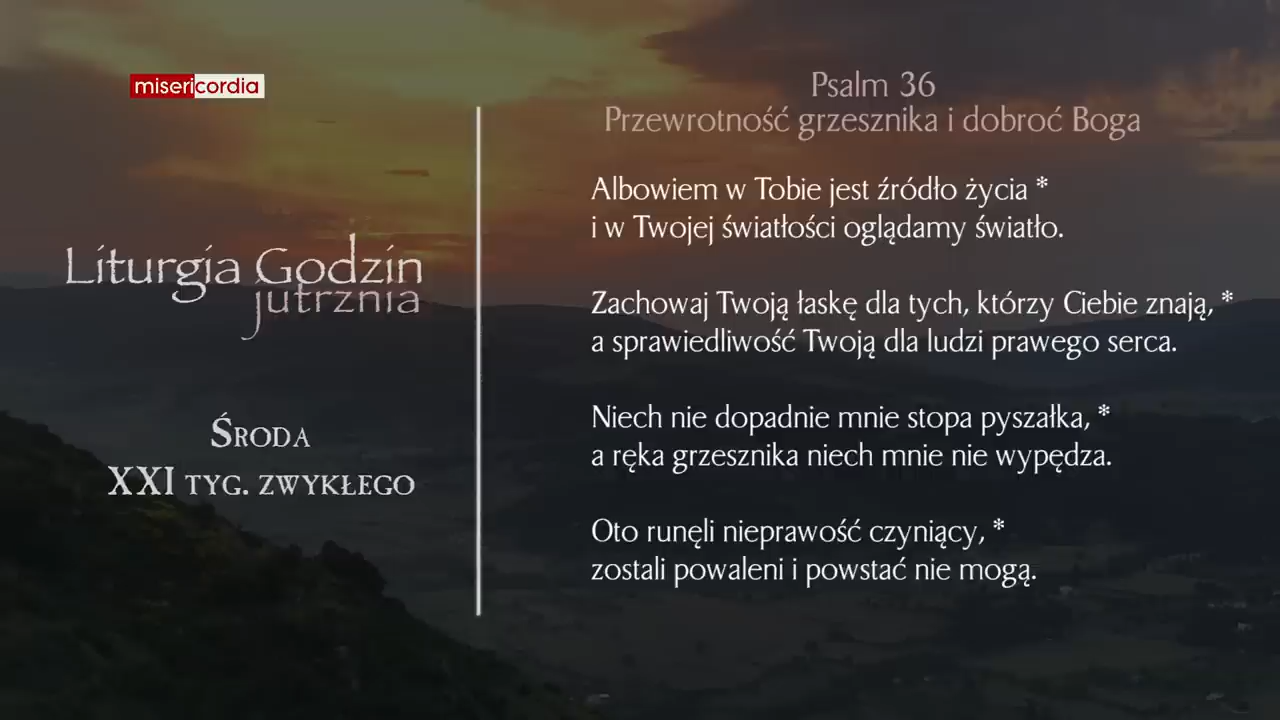 misericordia
Liturgia Godzin
jutrznia
Środa
XXI tyg. zwykłego
Psalm 36
Przewrotność grzesznika i dobroć Boga
Albowiem w Tobie jest źródło życia *
i w Twojej światłości oglądamy światło.
Zachowaj Twoją łaskę dla tych, którzy Ciebie znają, *
a sprawiedliwość Twoją dla ludzi prawego serca.
Niech nie dopadnie mnie stopa pyszałka, *
a ręka grzesznika niech mnie nie wypędza.
Oto runęli nieprawość czyniący, *
zostali powaleni i powstać nie mogą.